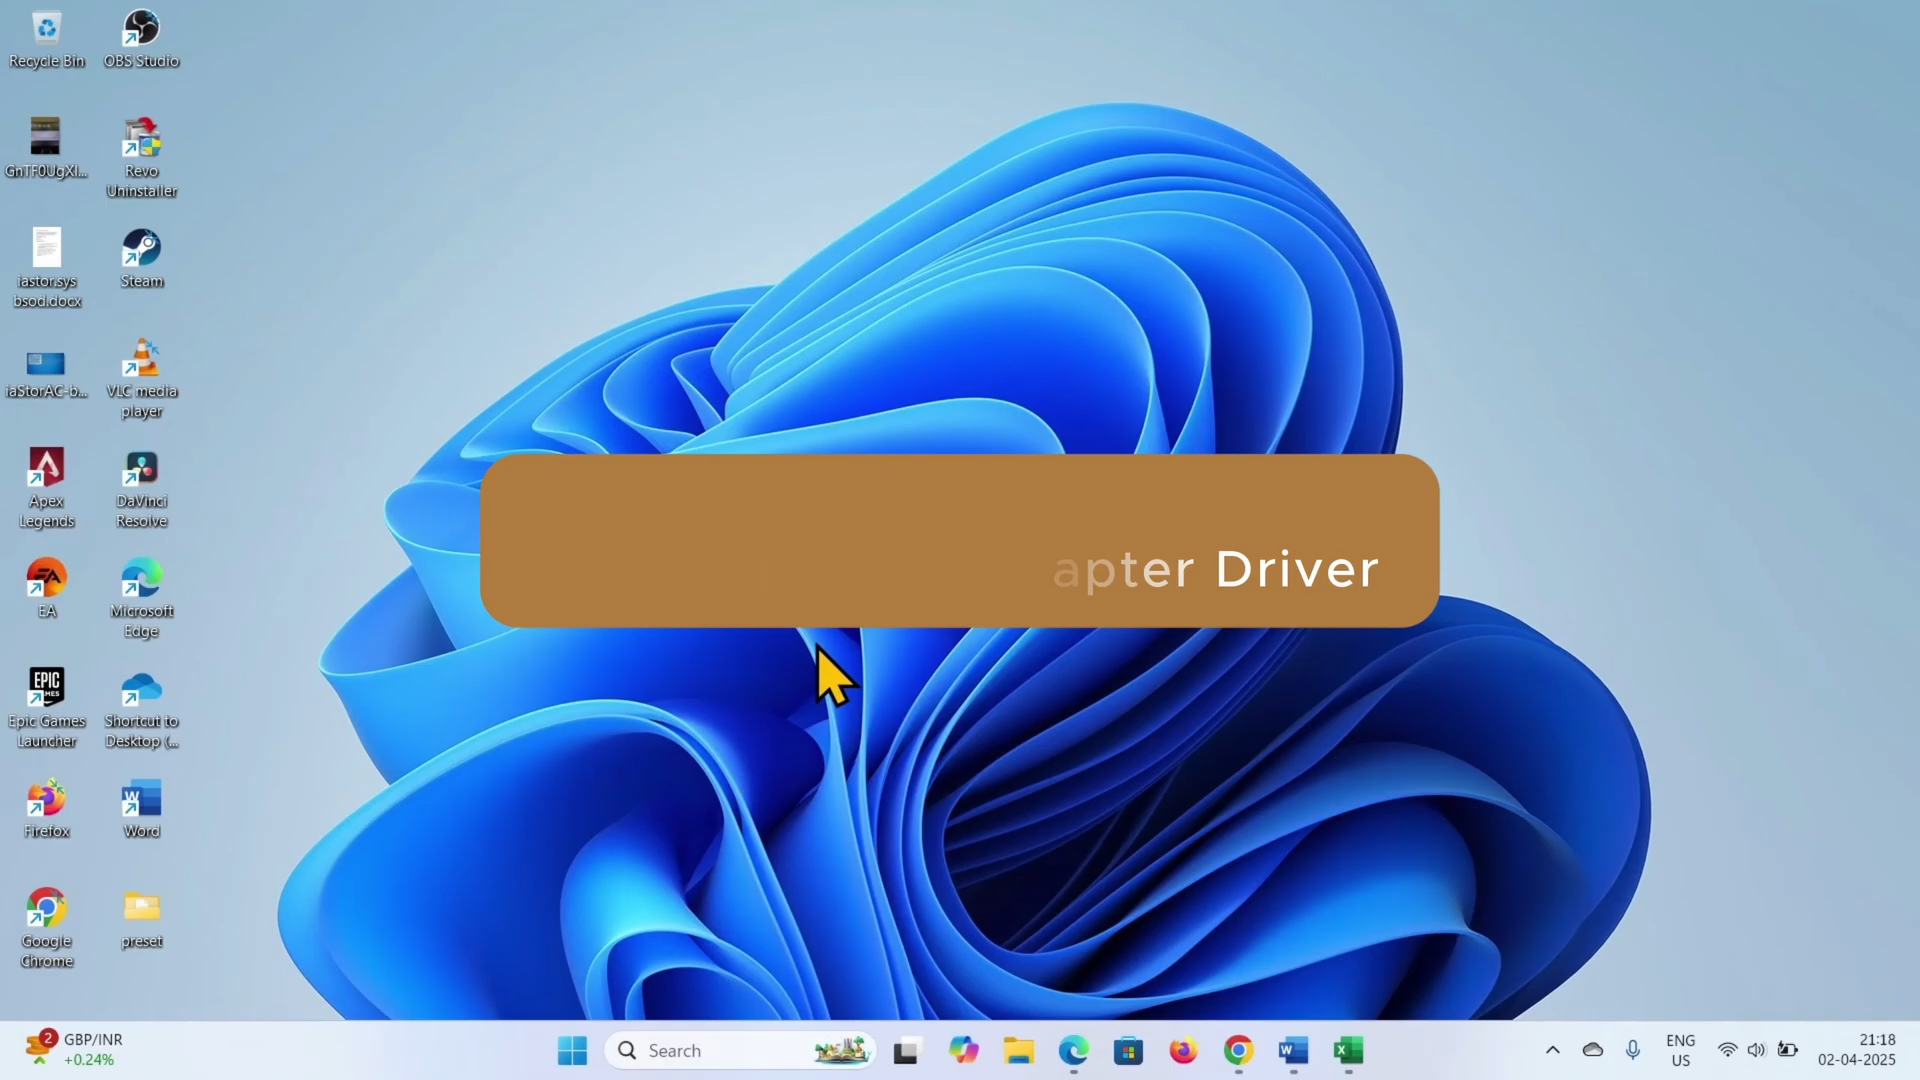 Recycle Bin
OBS Studio
GnTF0UgXI...
Revo
Uninstaller
iastor.sys
bsod.docx
Steam
iaStorAC-b...
VLC media
player
Apex
Legends
DaVinci
Resolve
EA
Microsoft
Edge
EPIC
Epic Games
Launcher
Shortcut to
Desktop (...
Firefox
Word
Google
Chrome
preset
apter Driver
2
GBP/INR
+0.24%
Search
ENG
US
21:18
02-04-2025